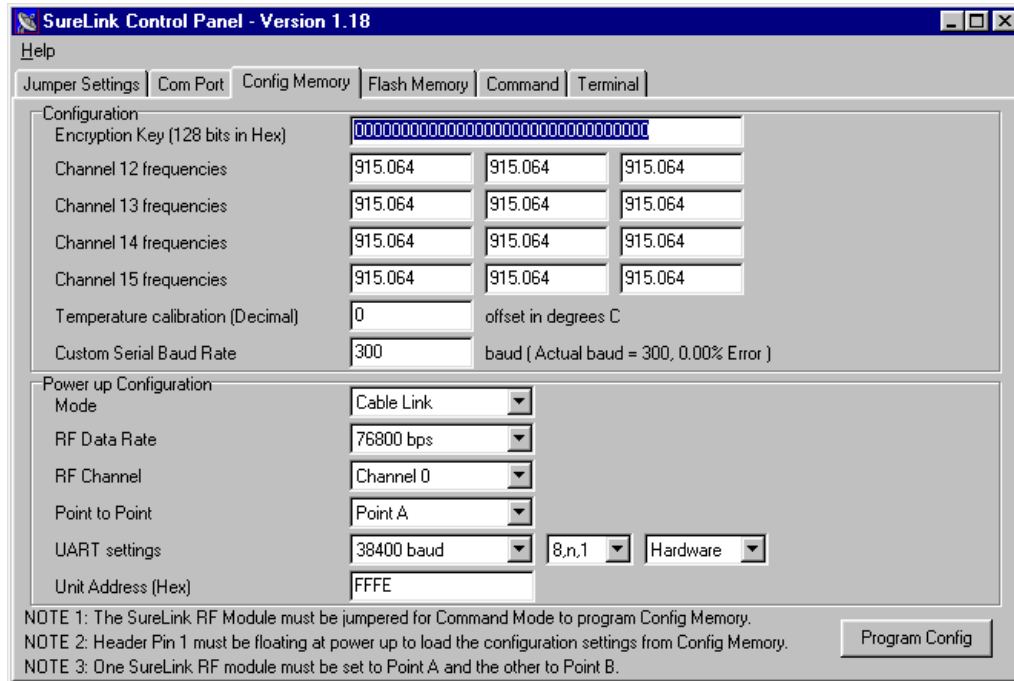 SureLink Control Panel - Version 1.18
Help
Jumper Settings Com Port Config Memory Flash Memory Command Terminal
Configuration
Encryption Key (128 bits in Hex) 00000000000000000000000000000000
Channel 12 frequencies 915.064 915.064 915.064
Channel 13 frequencies 915.064 915.064 915.064
Channel 14 frequencies 915.064 915.064 915.064
Channel 15 frequencies 915.064 915.064 915.064
Temperature calibration (Decimal) 0 offset in degrees C
Custom Serial Baud Rate 300 baud ( Actual baud = 300, 0.00% Error )
Power up Configuration
Mode Cable Link
RF Data Rate 76800 bps
RF Channel Channel 0
Point to Point Point A
UART settings 38400 baud 8,n,1 Hardware
Unit Address (Hex) FFFE
NOTE 1: The SureLink RF Module must be jumpered for Command Mode to program Config Memory.
NOTE 2: Header Pin 1 must be floating at power up to load the configuration settings from Config Memory.
NOTE 3: One SureLink RF module must be set to Point A and the other to Point B.
Program Config